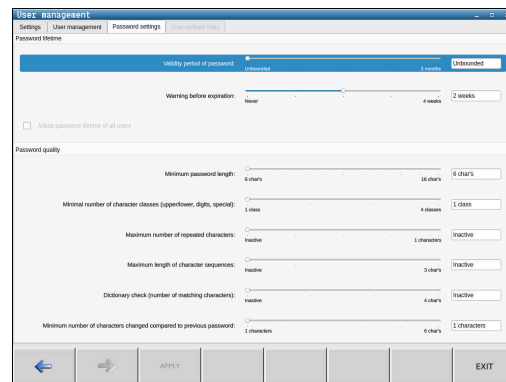 User management
Settings User management Password settings User-defined roles
Password lifetime
Validity period of password: Unbounded
Unbounded 3 months
Warning before expiration: 2 weeks
Never 4 weeks
Adjust password lifetime of all users
Password quality
Minimum password length: 6 char's
6 char's 16 char's
Minimal number of character classes (upper/lower, digits, special): 1 class
1 class 4 classes
Maximum number of repeated characters: Inactive
Inactive 1 characters
Maximum length of character sequences: Inactive
Inactive 3 char's
Dictionary check (number of matching characters): Inactive
Inactive 4 char's
Minimum number of characters changed compared to previous password: 1 characters
1 characters 6 char's
APPLY EXIT